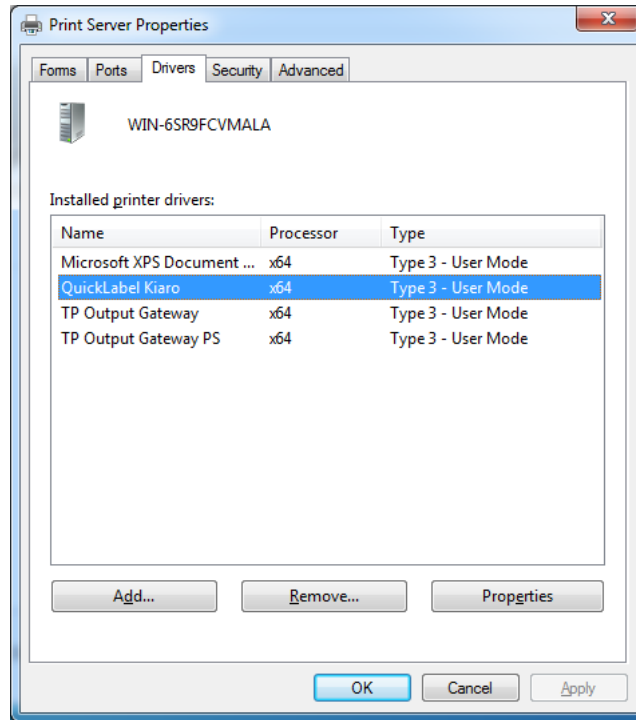 Print Server Properties
Forms Ports Drivers Security Advanced
WIN-6SR9FCVMALA
Installed printer drivers:
Name Processor Type
Microsoft XPS Document ... x64 Type 3 - User Mode
QuickLabel Kiaro x64 Type 3 - User Mode
TP Output Gateway x64 Type 3 - User Mode
TP Output Gateway PS x64 Type 3 - User Mode
Add... Remove... Properties
OK Cancel Apply